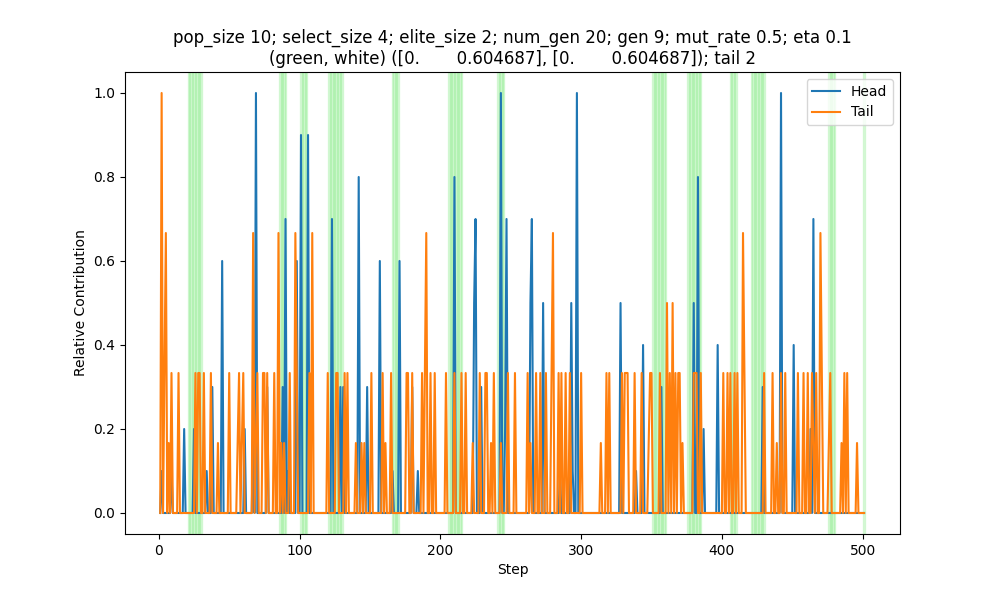 pop_size 10; select_size 4; elite_size 2; num_gen 20; gen 9; mut_rate 0.5; eta 0.1
(green, white) ([0.       0.604687], [0.       0.604687]); tail 2
Head
Tail
1.0
0.8
0.6
0.4
0.2
0.0
Relative Contribution
0
100
200
300
400
500
Step